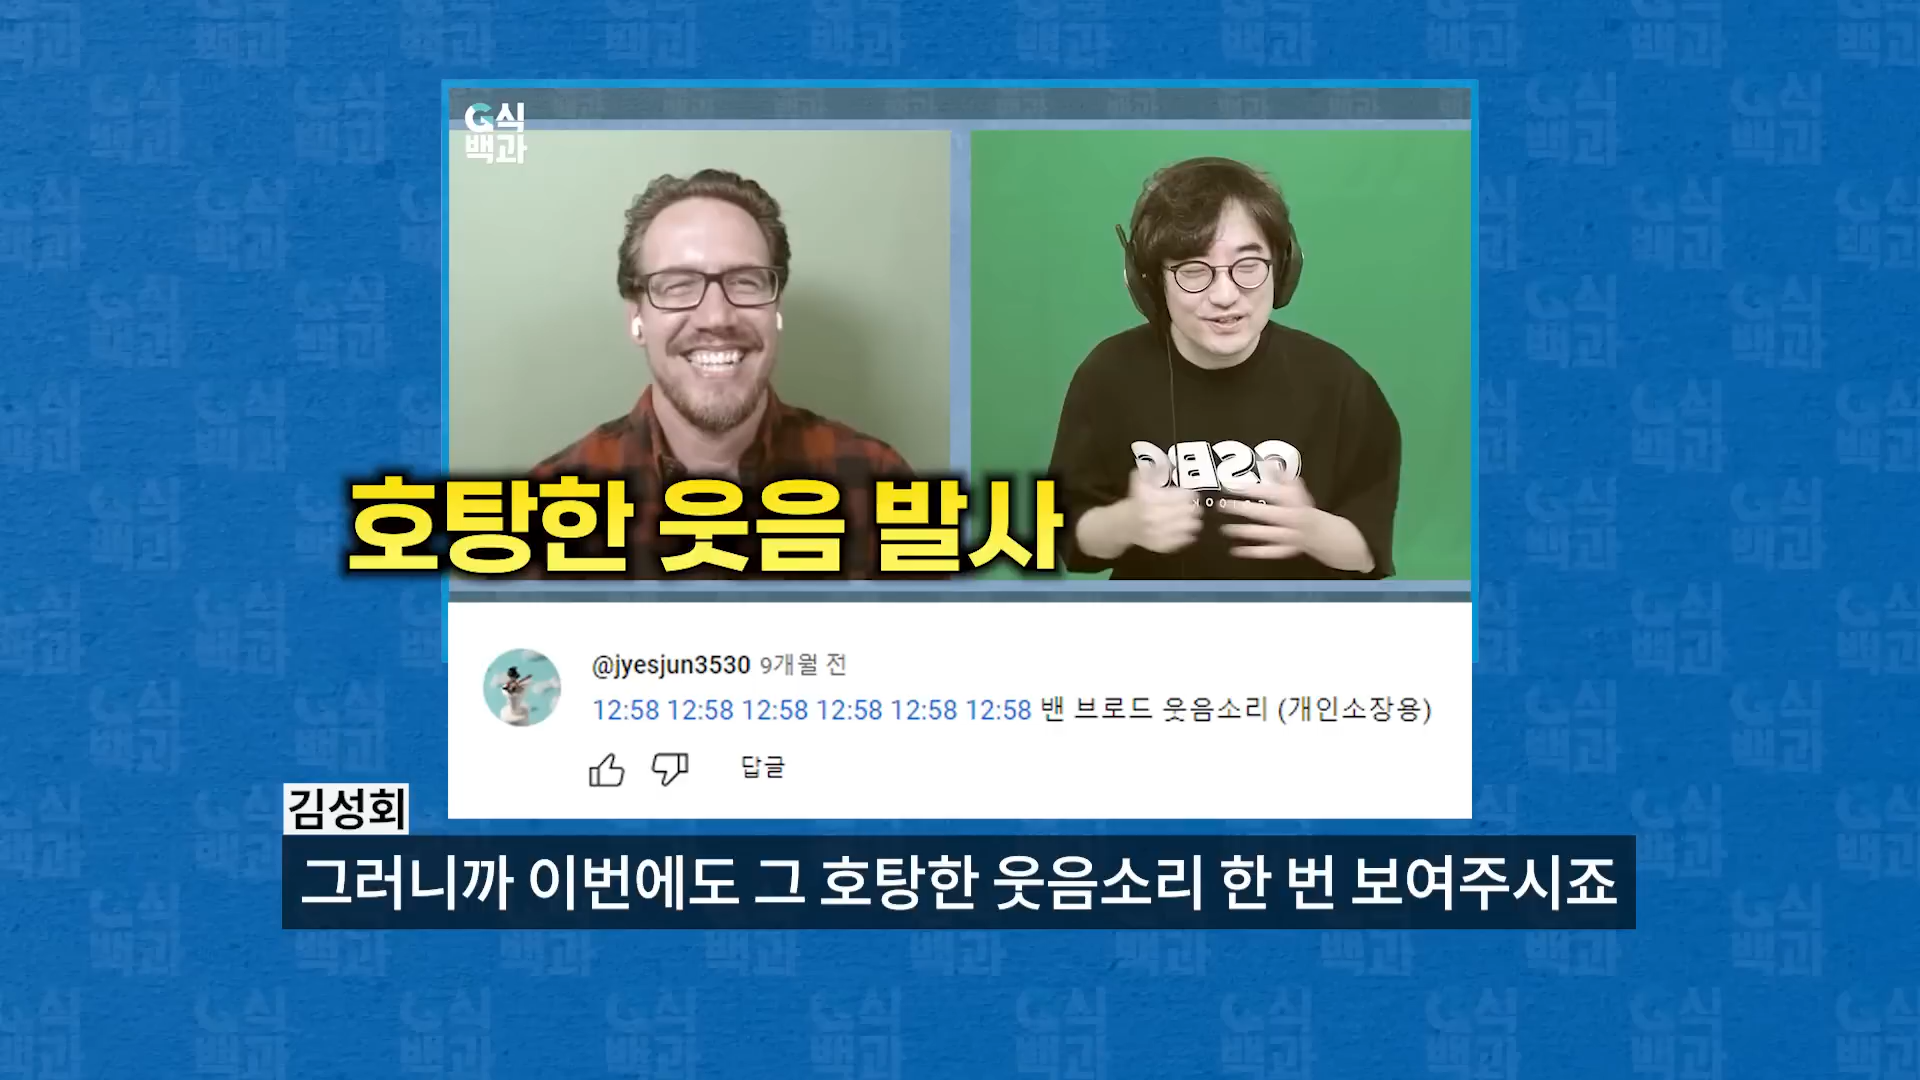 G식
백과
호탕한 웃음 발사
@jyesjun3530 9개월 전
12:58 12:58 12:58 12:58 12:58 12:58 밴 브로드 웃음소리 (개인소장용)
답글
김성회
그러니까 이번에도 그 호탕한 웃음소리 한 번 보여주시죠